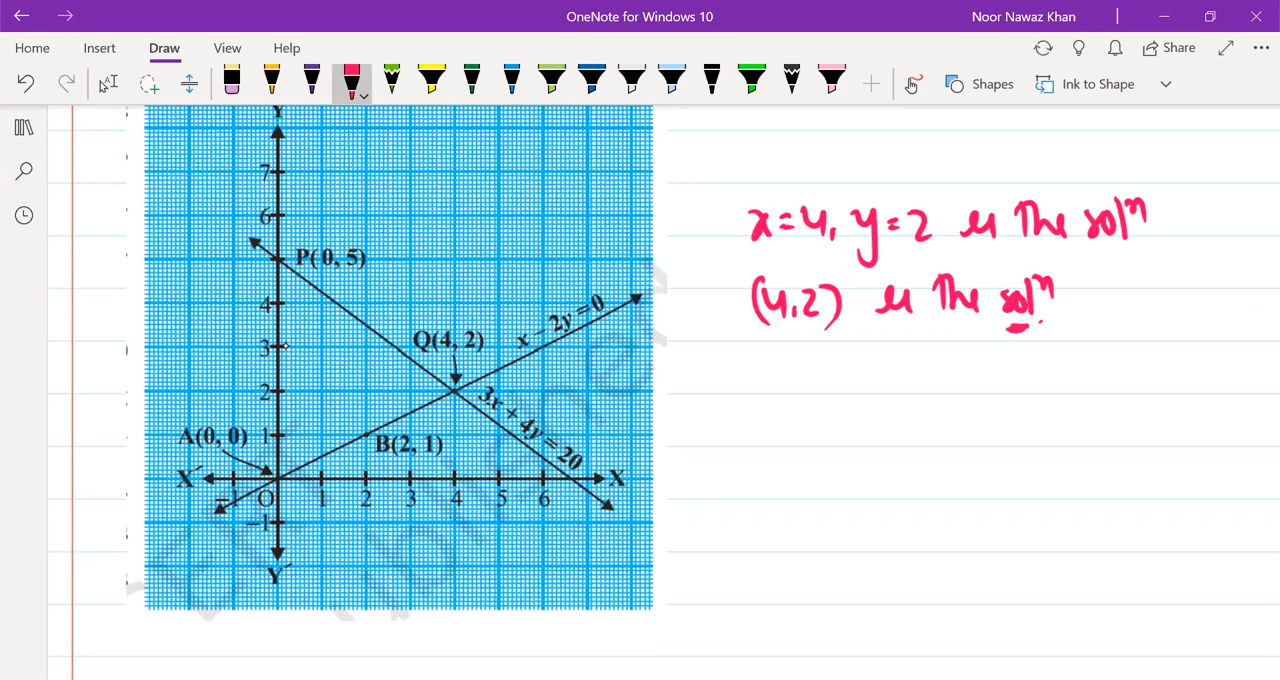 OneNote for Windows 10
Noor Nawaz Khan
Home Insert Draw View Help
Share
Shapes
Ink to Shape
Y
7
6
P(0, 5)
4
3
2
1
-1
Q(4, 2)
x - 2y = 0
3x + 4y = 20
A(0, 0)
B(2, 1)
X′ -1 O 1 2 3 4 5 6 X
Y′
x=4, y=2 is the solⁿ
(4,2) is the solⁿ